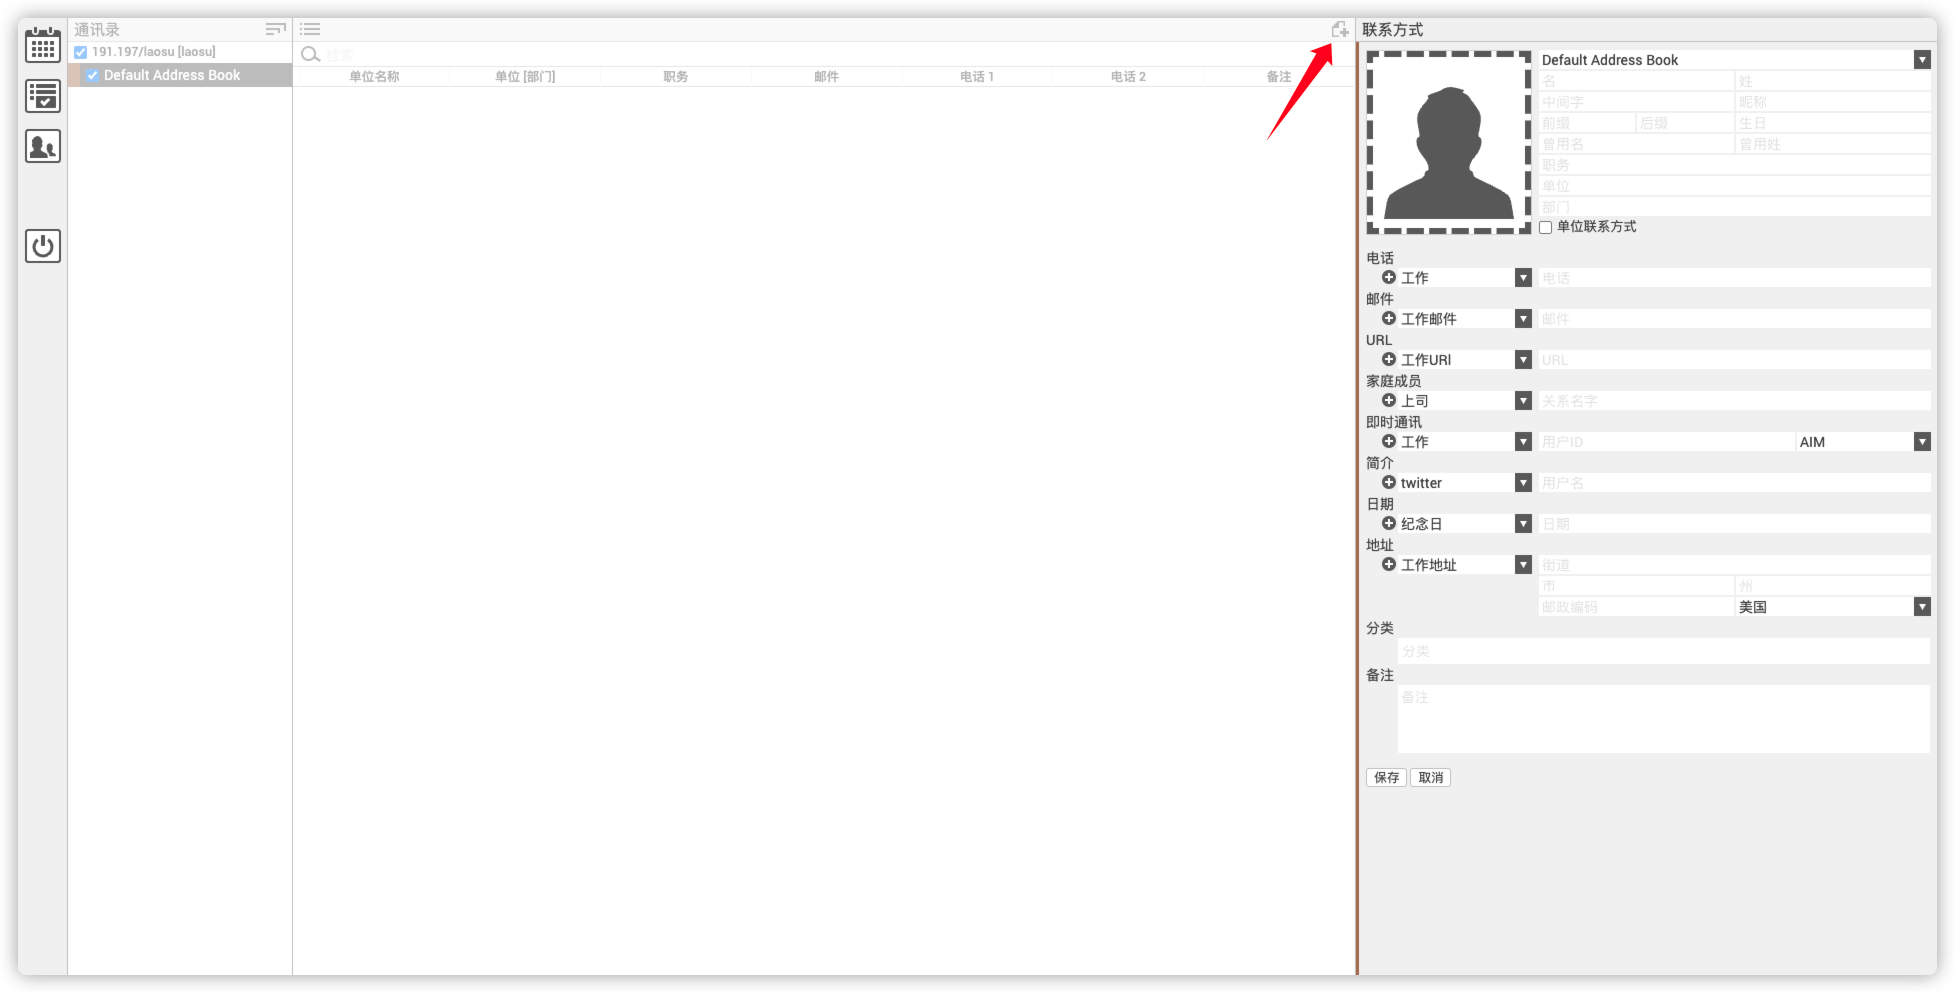 通讯录
191.197/laosu [laosu]
Default Address Book
检索
单位名称 单位 [部门] 职务 邮件 电话 1 电话 2 备注
联系方式
Default Address Book
名 姓
中间字 昵称
前缀 后缀 生日
曾用名 曾用姓
职务
单位
部门
单位联系方式
电话
工作 电话
邮件
工作邮件 邮件
URL
工作URl URL
家庭成员
上司 关系名字
即时通讯
工作 用户ID AIM
简介
twitter 用户名
日期
纪念日 日期
地址
工作地址 街道
市 州
邮政编码 美国
分类
分类
备注
备注
保存 取消